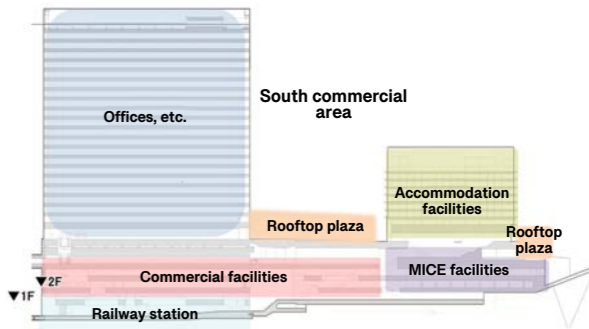 South commercial
area
Offices, etc.
Accommodation
facilities
Rooftop plaza
Rooftop
plaza
MICE facilities
Commercial facilities
▼2F
▼1F
Railway station